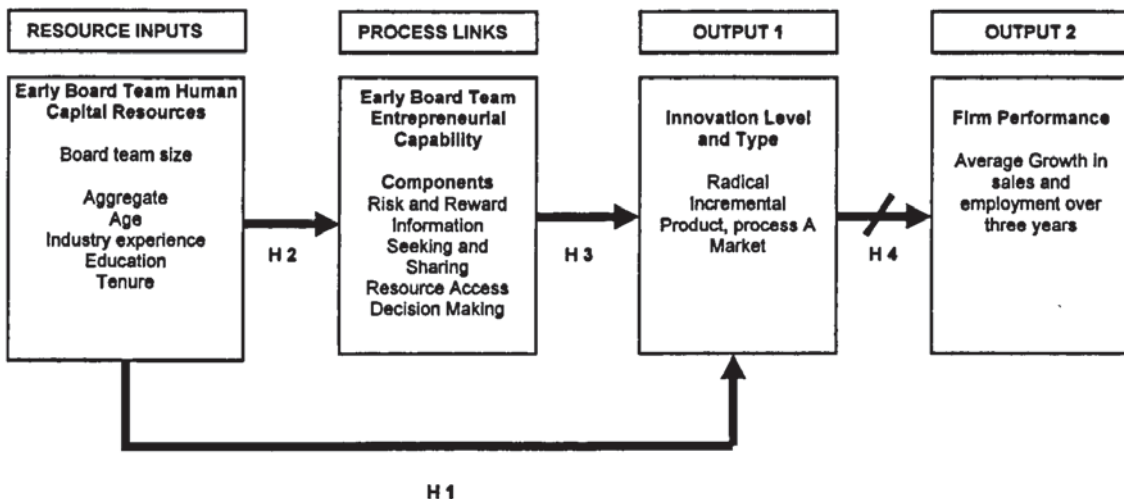 RESOURCE INPUTS
PROCESS LINKS
OUTPUT 1
OUTPUT 2
Early Board Team Human
Capital Resources
Board team size
Aggregate
Age
Industry experience
Education
Tenure
H 2
Early Board Team
Entrepreneurial
Capability
Components
Risk and Reward
Information
Seeking and
Sharing
Resource Access
Decision Making
H 3
Innovation Level
and Type
Radical
Incremental
Product, process A
Market
H 4
Firm Performance
Average Growth in
sales and
employment over
three years
H 1